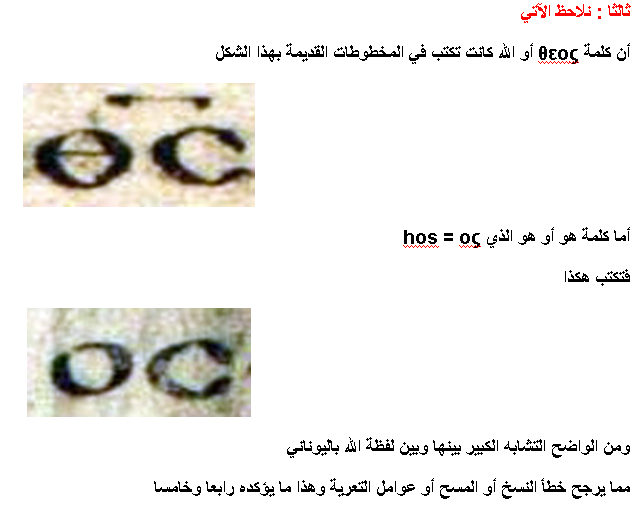 ثالثا : نلاحظ الآتي
أن كلمة θεος أو الله كانت تكتب في المخطوطات القديمة بهذا الشكل
ΘC
أما كلمة هو أو هو الذي hos = ος
فتكتب هكذا
OC
ومن الواضح التشابه الكبير بينها وبين لفظة الله باليوناني
مما يرجح خطأ النسخ أو المسح أو عوامل التعرية وهذا ما يؤكده رابعا وخامسا